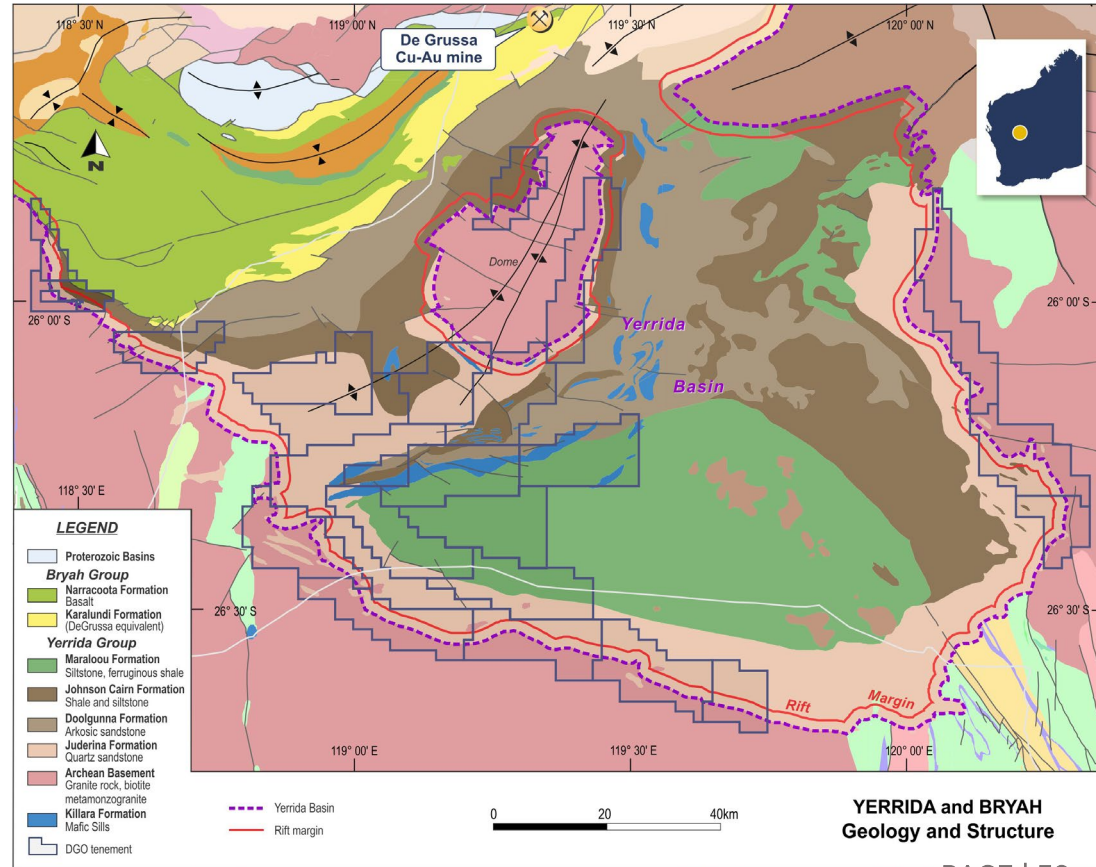 118° 30' N
119° 00' N
119° 30' N
120° 00' N
De Grussa
Cu-Au mine
N
Dome
26° 00' S
26° 00' S
Yerrida
Basin
118° 30' E
26° 30' S
26° 30' S
Rift Margin
119° 00' E
119° 30' E
120° 00' E
LEGEND
Proterozoic Basins
Bryah Group
Narracoota Formation
Basalt
Karalundi Formation
(DeGrussa equivalent)
Yerrida Group
Maraloou Formation
Siltstone, ferruginous shale
Johnson Cairn Formation
Shale and siltstone
Doolgunna Formation
Arkosic sandstone
Juderina Formation
Quartz sandstone
Archean Basement
Granite rock, biotite
metamonzogranite
Killara Formation
Mafic Sills
DGO tenement
Yerrida Basin
Rift margin
0 20 40km
YERRIDA and BRYAH
Geology and Structure